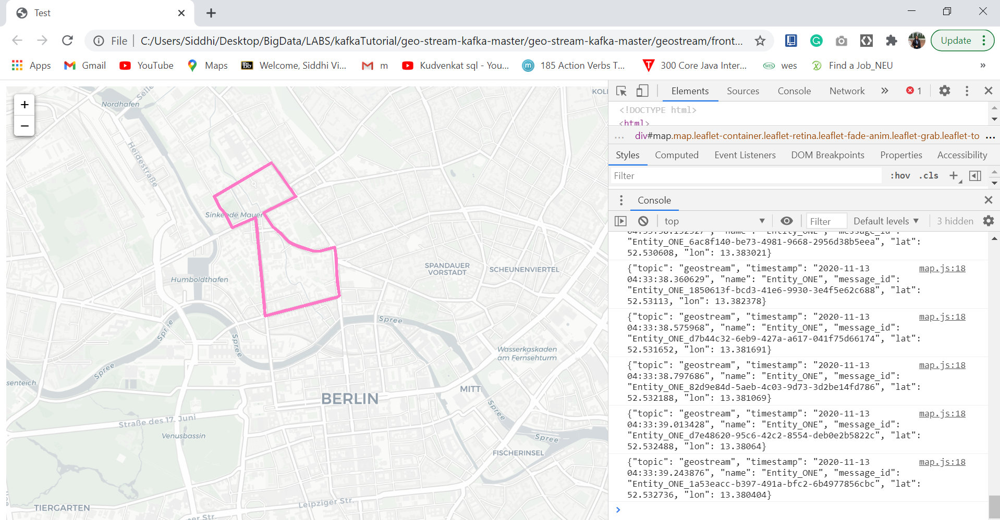 Test
File
C:/Users/Siddhi/Desktop/BigData/LABS/kafkaTutorial/geo-stream-kafka-master/geo-stream-kafka-master/geostream/front...
Update
Apps
Gmail
YouTube
Maps
Bb Welcome, Siddhi Vi...
m
Kudvenkat sql - You...
m 185 Action Verbs T...
T 300 Core Java Inter...
WES wes
Find a Job_NEU
»
+
−
Nordhafen
Selle
KOLL
Heidestraße
Sinkende Mauer
Humboldthafen
SPANDAUER
VORSTADT
SCHEUNENVIERTEL
Spree
Spree
Spree
Spree
Wasserkaskaden
am Fernsehturm
senteich
BERLIN
MITT
Spree
Straße des 17. Juni
Venusbassin
Spree
FISCHERINSEL
TIERGARTEN
Leipziger Str.
ner Str.
Elements
Sources
Console
Network
»
1
<!DOCTYPE html>
<html>
... div#map.map.leaflet-container.leaflet-retina.leaflet-fade-anim.leaflet-grab.leaflet-to ...
Styles
Computed
Event Listeners
DOM Breakpoints
Properties
Accessibility
Filter
:hov .cls +
Console
top
Filter
Default levels
3 hidden
04:33:38.152527", "name": "Entity_ONE", "message_id":
"Entity_ONE_6ac8f140-be73-4981-9668-2956d38b5eea", "lat":
52.530608, "lon": 13.383021}
{"topic": "geostream", "timestamp": "2020-11-13 map.js:18
04:33:38.360629", "name": "Entity_ONE", "message_id":
"Entity_ONE_1850613f-bcd3-41e6-9930-3e4f5e62c688", "lat":
52.53113, "lon": 13.382378}
{"topic": "geostream", "timestamp": "2020-11-13 map.js:18
04:33:38.575968", "name": "Entity_ONE", "message_id":
"Entity_ONE_d7b44c32-6eb9-427a-a617-041f75d66174", "lat":
52.531652, "lon": 13.381691}
{"topic": "geostream", "timestamp": "2020-11-13 map.js:18
04:33:38.797686", "name": "Entity_ONE", "message_id":
"Entity_ONE_82d9e84d-5aeb-4c03-9d73-3d2be14fd786", "lat":
52.532188, "lon": 13.381069}
{"topic": "geostream", "timestamp": "2020-11-13 map.js:18
04:33:39.013428", "name": "Entity_ONE", "message_id":
"Entity_ONE_d7e48620-95c6-42c2-8554-deb0e2b5822c", "lat":
52.532488, "lon": 13.38064}
{"topic": "geostream", "timestamp": "2020-11-13 map.js:18
04:33:39.243876", "name": "Entity_ONE", "message_id":
"Entity_ONE_1a53eacc-b397-491a-bfc2-6b4977856cbc", "lat":
52.532736, "lon": 13.380404}